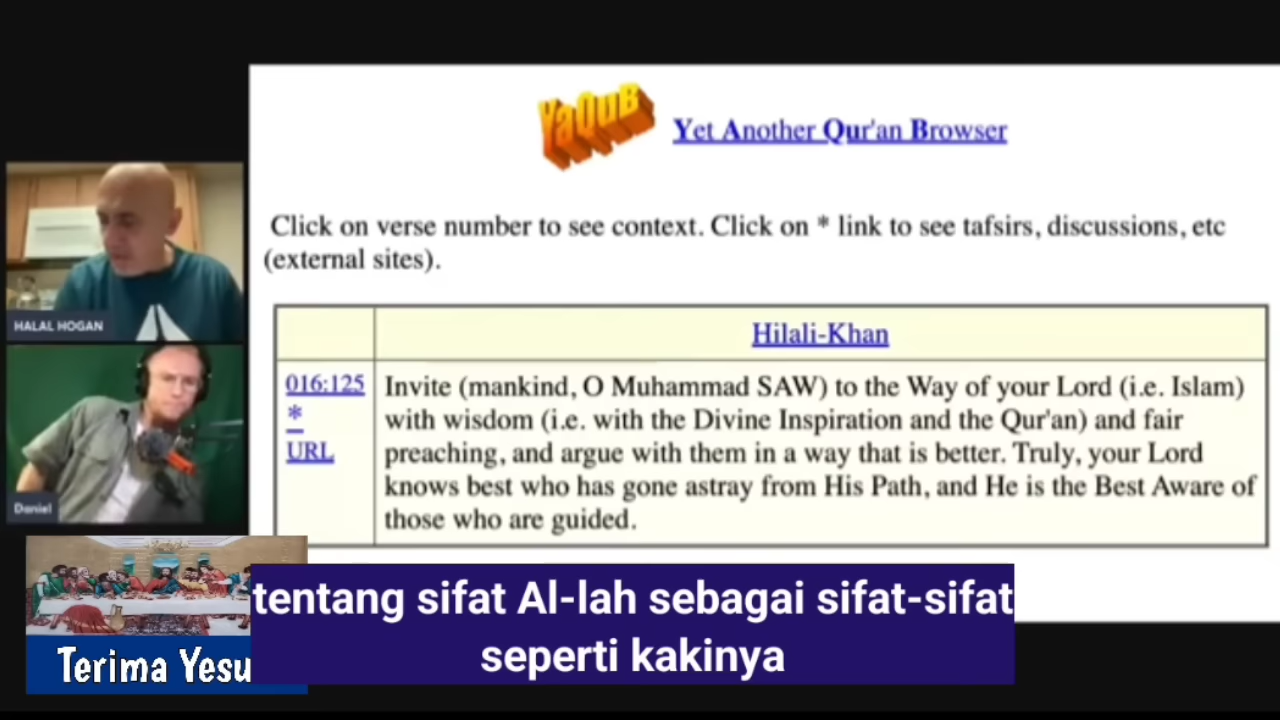 YaQuB
Yet Another Qur'an Browser
Click on verse number to see context. Click on * link to see tafsirs, discussions, etc
(external sites).
Hilali-Khan
016:125
*
URL
Invite (mankind, O Muhammad SAW) to the Way of your Lord (i.e. Islam)
with wisdom (i.e. with the Divine Inspiration and the Qur'an) and fair
preaching, and argue with them in a way that is better. Truly, your Lord
knows best who has gone astray from His Path, and He is the Best Aware of
those who are guided.
HALAL HOGAN
Daniel
Terima Yesu
tentang sifat Al-lah sebagai sifat-sifat
seperti kakinya